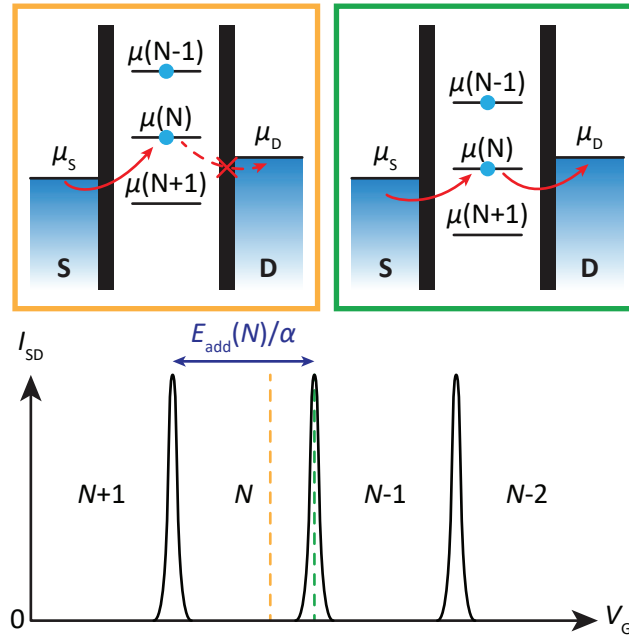 μ(N-1)
μ(N)
μ_S
μ_D
μ(N+1)
S
D
μ(N-1)
μ(N)
μ_S
μ_D
μ(N+1)
S
D
I_SD
E_add(N)/α
N+1
N
N-1
N-2
0
V_G